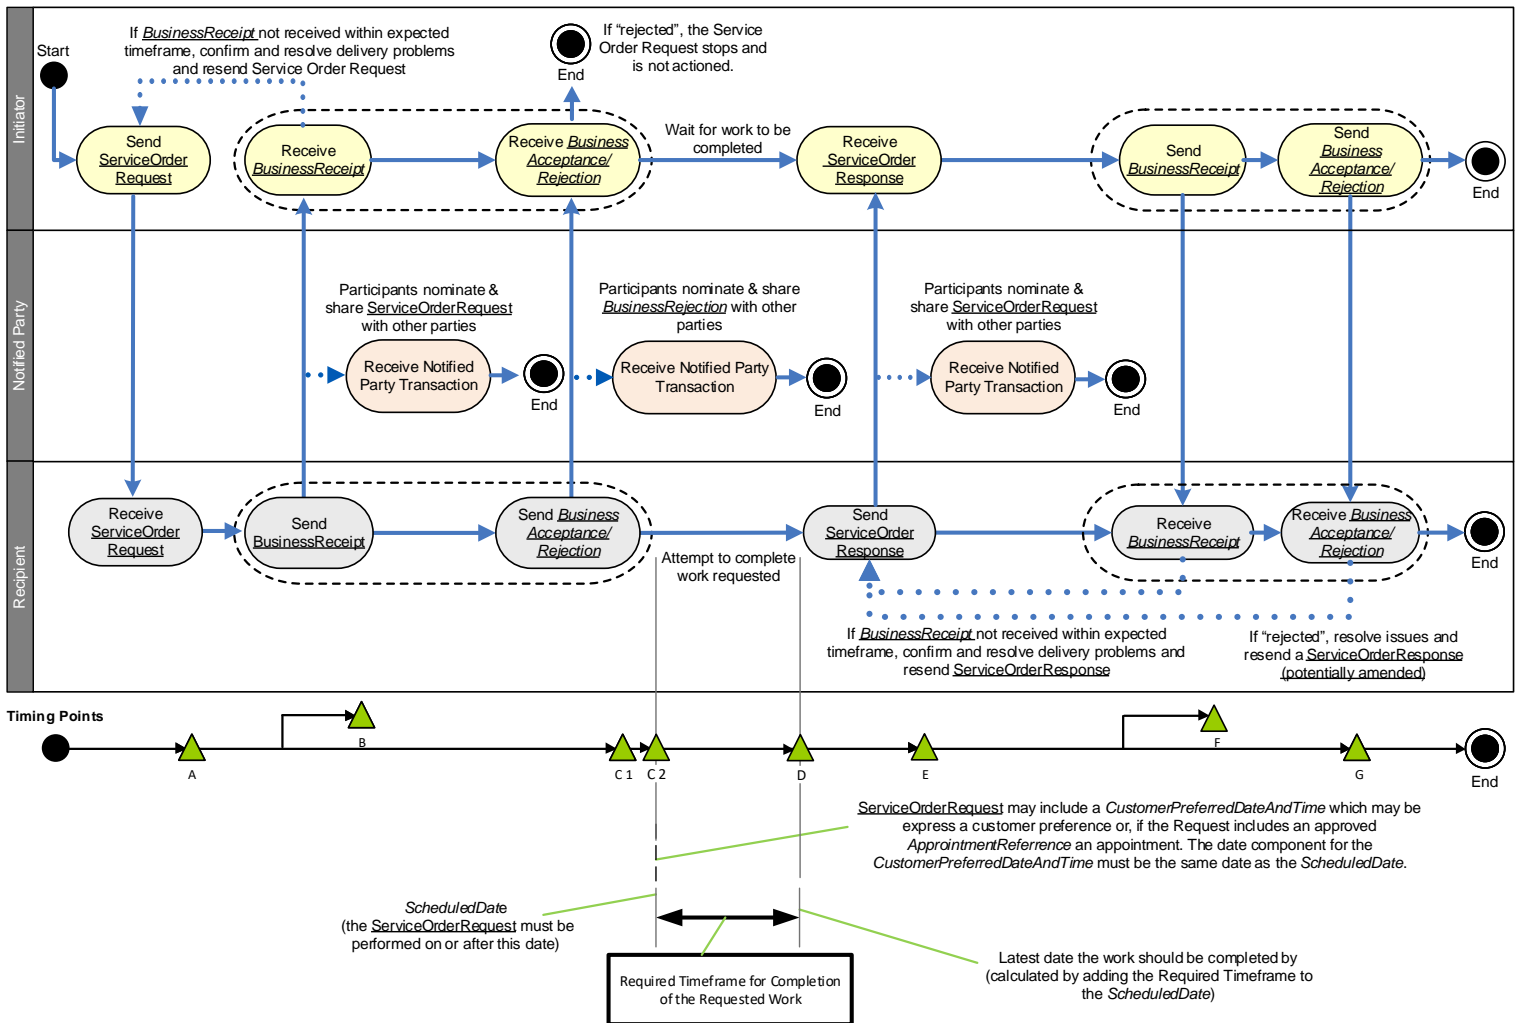 Initiator
Start
If BusinessReceipt not received within expected
timeframe, confirm and resolve delivery problems
and resend Service Order Request
End
If “rejected”, the Service
Order Request stops and
is not actioned.
Send
ServiceOrder
Request
Receive
BusinessReceipt
Receive Business
Acceptance/
Rejection
Wait for work to be
completed
Receive
ServiceOrder
Response
Send
BusinessReceipt
Send
Business
Acceptance/
Rejection
End
Notified Party
Participants nominate &
share ServiceOrderRequest
with other parties
Receive Notified
Party Transaction
End
Participants nominate & share
BusinessRejection with other
parties
Receive Notified Party
Transaction
End
Participants nominate &
share ServiceOrderRequest
with other parties
Receive Notified
Party Transaction
End
Recipient
Receive
ServiceOrder
Request
Send
BusinessReceipt
Send Business
Acceptance/
Rejection
Attempt to complete
work requested
Send
ServiceOrder
Response
Receive
BusinessReceipt
Receive Business
Acceptance/
Rejection
End
If BusinessReceipt not received within expected
timeframe, confirm and resolve delivery problems and
resend ServiceOrderResponse
If “rejected”, resolve issues and
resend a ServiceOrderResponse
(potentially amended)
Timing Points
A
B
C 1
C 2
D
E
F
G
End
ServiceOrderRequest may include a CustomerPreferredDateAndTime which may be
express a customer preference or, if the Request includes an approved
AppointmentReferrence an appointment. The date component for the
CustomerPreferredDateAndTime must be the same date as the ScheduledDate.
ScheduledDate
(the ServiceOrderRequest must be
performed on or after this date)
Required Timeframe for Completion
of the Requested Work
Latest date the work should be completed by
(calculated by adding the Required Timeframe to
the ScheduledDate)